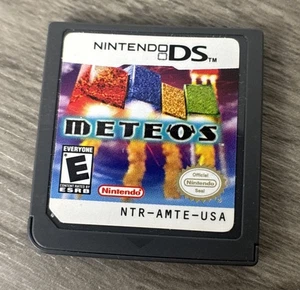 NINTENDO DS™
METEOS
EVERYONE
E
CONTENT RATED BY
ESRB
Nintendo
Official
Nintendo
Seal
NTR-AMTE-USA